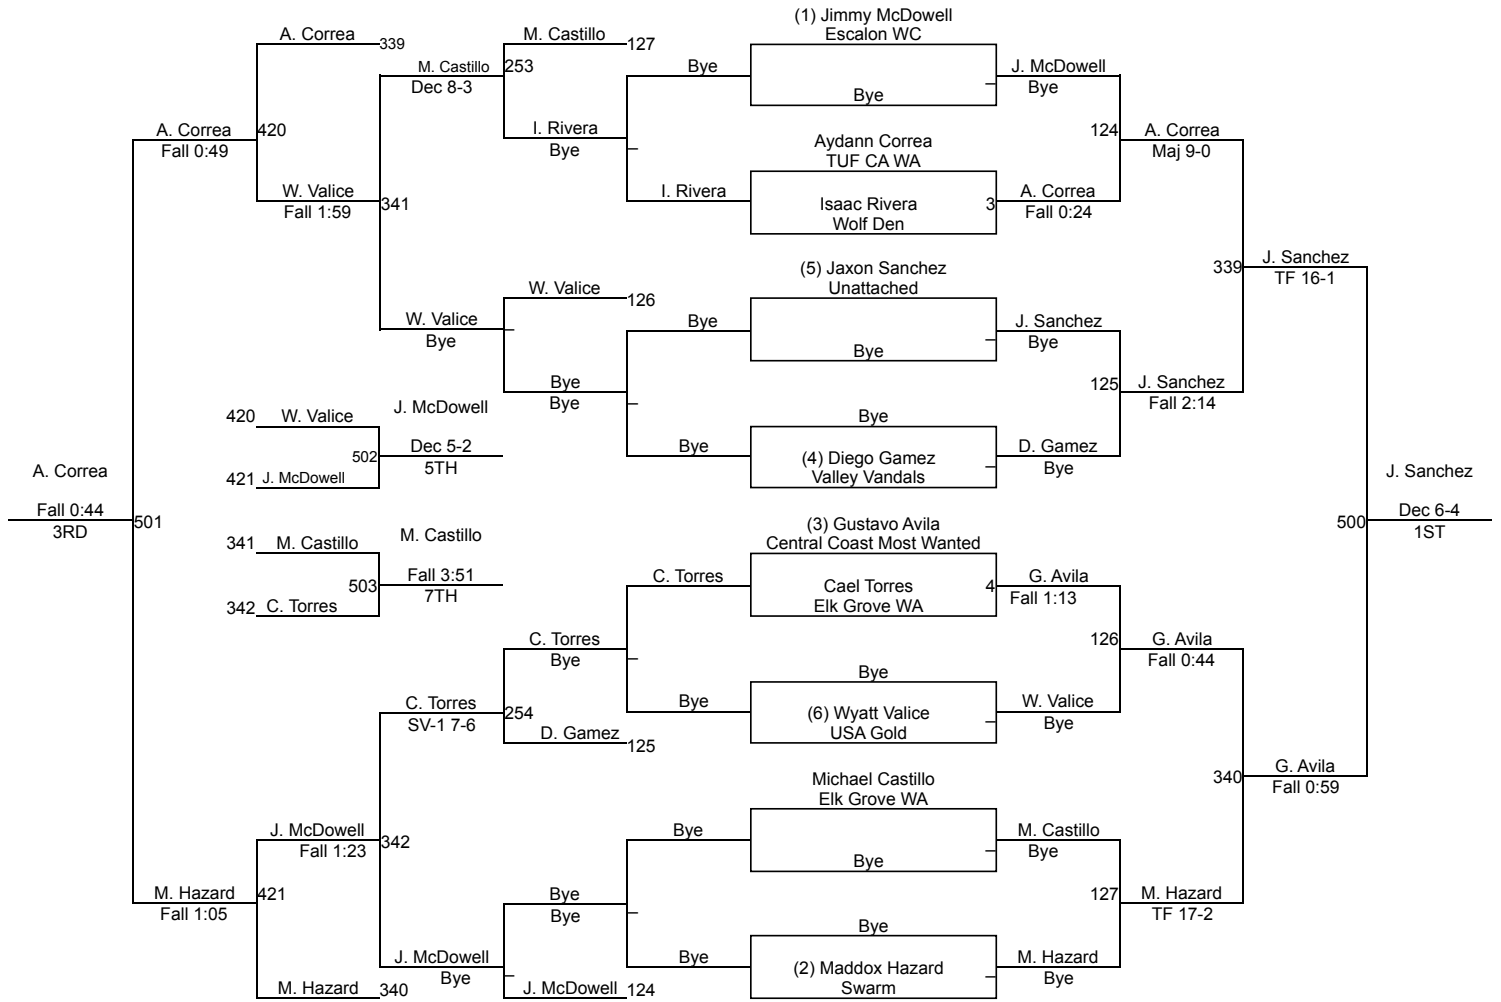 (1) Jimmy McDowell
Escalon WC
Bye
Aydann Correa
TUF CA WA
Isaac Rivera
Wolf Den
3
(5) Jaxon Sanchez
Unattached
Bye
Bye
(4) Diego Gamez
Valley Vandals
(3) Gustavo Avila
Central Coast Most Wanted
Cael Torres
Elk Grove WA
4
Bye
(6) Wyatt Valice
USA Gold
Michael Castillo
Elk Grove WA
Bye
Bye
(2) Maddox Hazard
Swarm
J. McDowell
Bye
A. Correa
Fall 0:24
J. Sanchez
Bye
D. Gamez
Bye
G. Avila
Fall 1:13
W. Valice
Bye
M. Castillo
Bye
M. Hazard
Bye
124
A. Correa
Maj 9-0
125
J. Sanchez
Fall 2:14
126
G. Avila
Fall 0:44
127
M. Hazard
TF 17-2
339
J. Sanchez
TF 16-1
340
G. Avila
Fall 0:59
J. Sanchez
500
Dec 6-4
1ST
Bye
I. Rivera
Bye
Bye
C. Torres
Bye
Bye
Bye
M. Castillo
127
I. Rivera
Bye
W. Valice
126
Bye
Bye
C. Torres
Bye
D. Gamez
125
Bye
Bye
J. McDowell
124
M. Castillo
253
Dec 8-3
W. Valice
Bye
C. Torres
254
SV-1 7-6
J. McDowell
Bye
A. Correa
339
W. Valice
341
Fall 1:59
J. McDowell
342
Fall 1:23
M. Hazard
340
A. Correa
420
Fall 0:49
M. Hazard
421
Fall 1:05
A. Correa
Fall 0:44
501
3RD
420 W. Valice
J. McDowell
502
Dec 5-2
5TH
421 J. McDowell
341 M. Castillo
M. Castillo
503
Fall 3:51
7TH
342 C. Torres